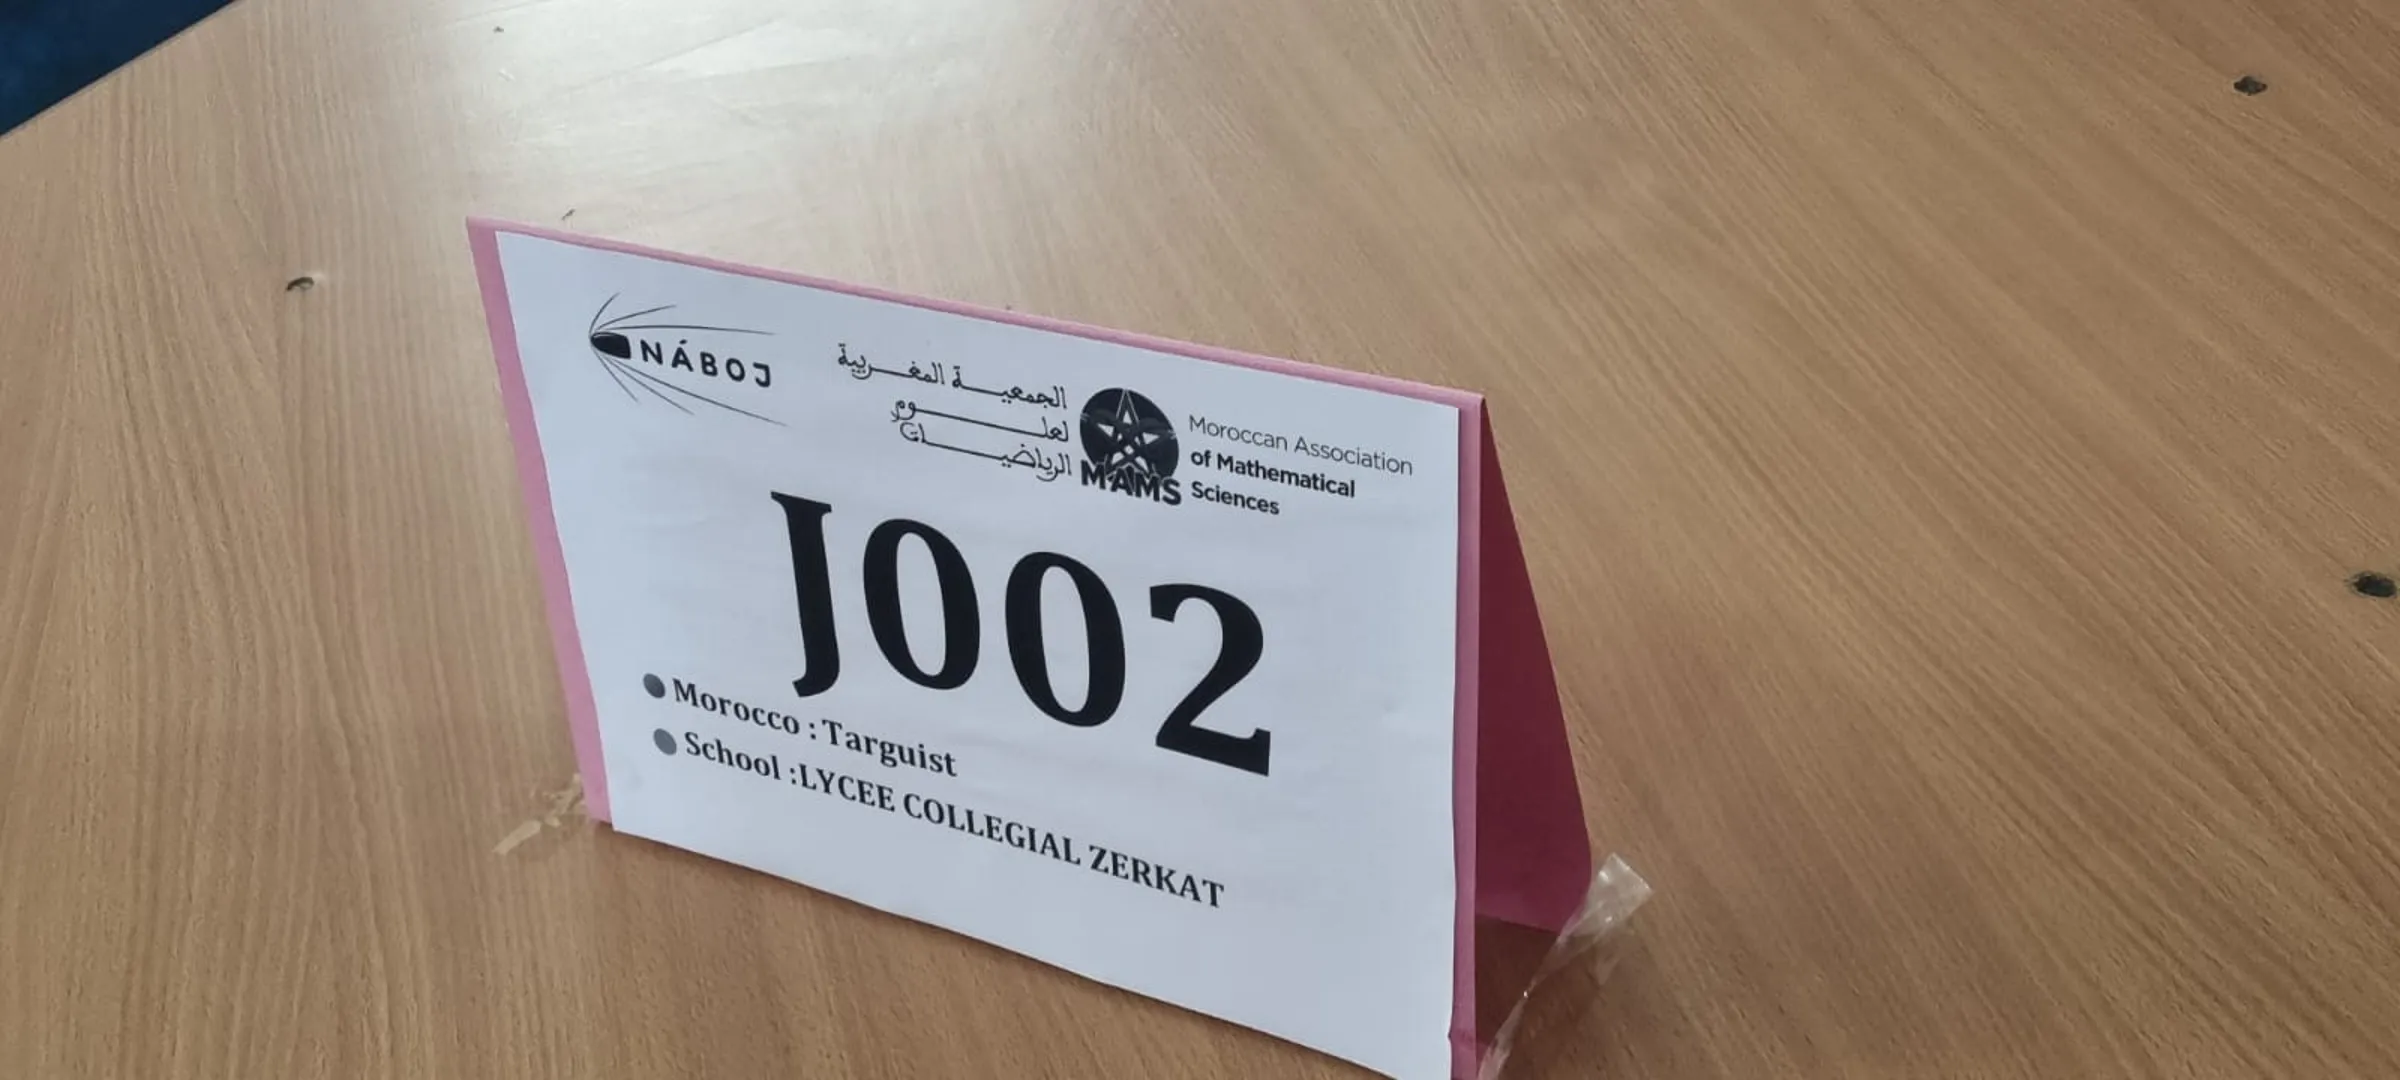 NÁBOJ
الجمعية المغربية
لعلوم
الرياضيات
MAMS
Moroccan Association
of Mathematical
Sciences
J002
Morocco : Targuist
School :LYCEE COLLEGIAL ZERKAT